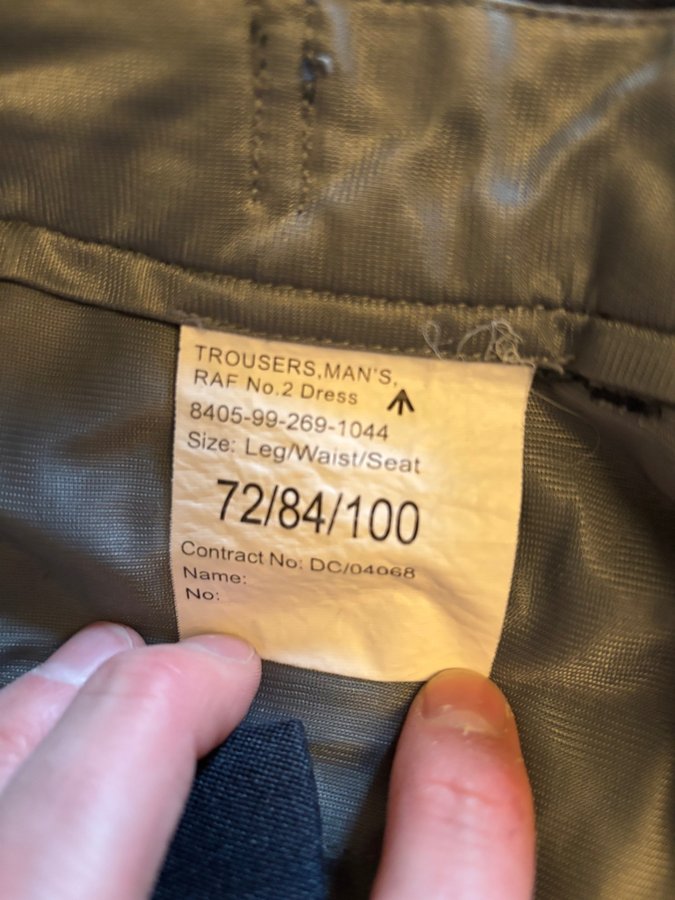 TROUSERS,MAN'S,
RAF No.2 Dress
8405-99-269-1044
Size: Leg/Waist/Seat
72/84/100
Contract No: DC/04068
Name:
No: